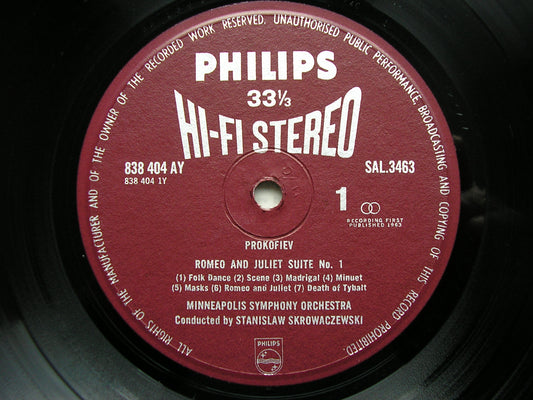 ALL RIGHTS OF THE MANUFACTURER AND OF THE OWNER OF THE RECORDED WORK RESERVED. UNAUTHORISED PUBLIC PERFORMANCE, BROADCASTING AND COPYING OF THIS RECORD PROHIBITED.
PHILIPS
33⅓
HI-FI STEREO
838 404 AY
838 404 1Y
SAL.3463
1
RECORDING FIRST
PUBLISHED 1963
PROKOFIEV
ROMEO AND JULIET SUITE No. 1
(1) Folk Dance (2) Scene (3) Madrigal (4) Minuet
(5) Masks (6) Romeo and Juliet (7) Death of Tybalt
MINNEAPOLIS SYMPHONY ORCHESTRA
Conducted by STANISLAW SKROWACZEWSKI
PHILIPS